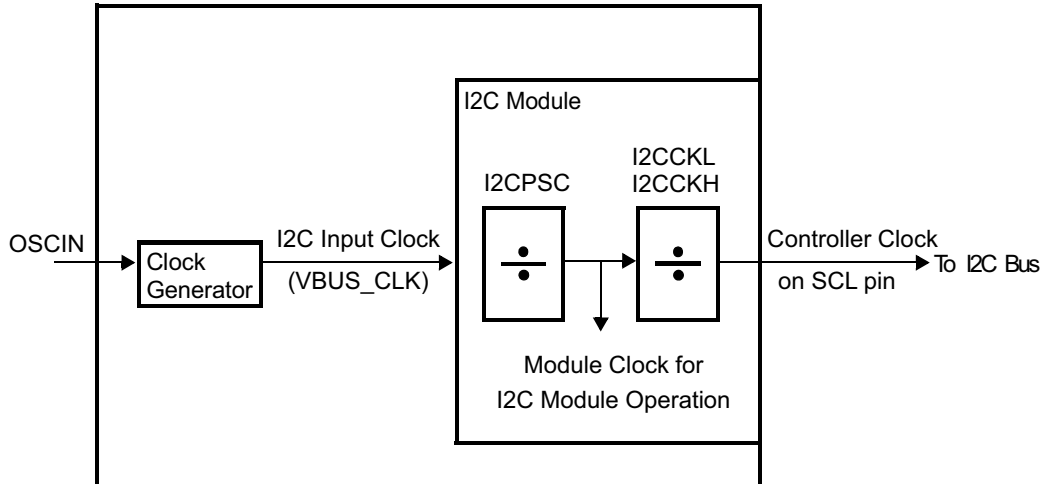 I2C Module
I2CPSC
I2CCKL
I2CCKH
OSCIN
Clock
Generator
I2C Input Clock
(VBUS_CLK)
Controller Clock
on SCL pin
To I2C Bus
Module Clock for
I2C Module Operation